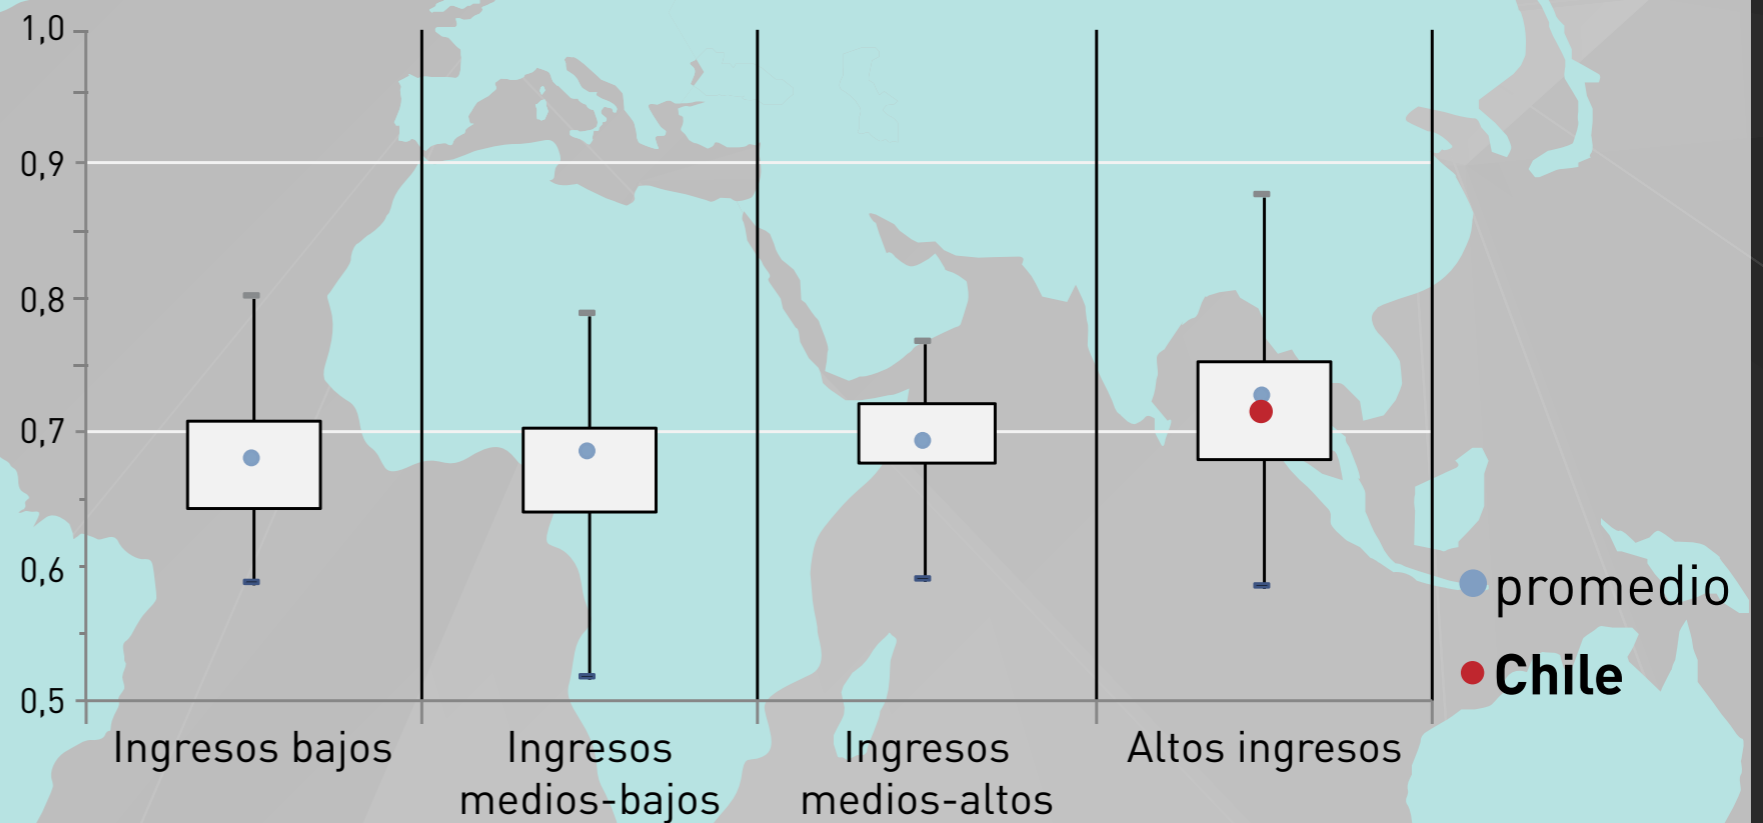 1,0
0,9
0,8
0,7
0,6
0,5
Ingresos bajos
Ingresos
medios-bajos
Ingresos
medios-altos
Altos ingresos
promedio
Chile